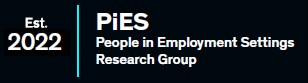 Est.
2022
PiES
People in Employment Settings
Research Group